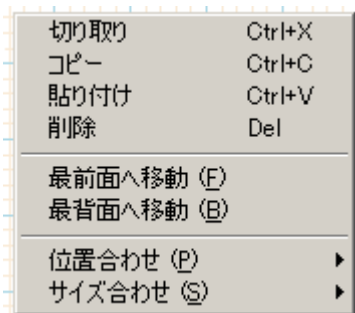 切り取り Ctrl+X
コピー Ctrl+C
貼り付け Ctrl+V
削除 Del
最前面へ移動 (F)
最背面へ移動 (B)
位置合わせ (P)
サイズ合わせ (S)